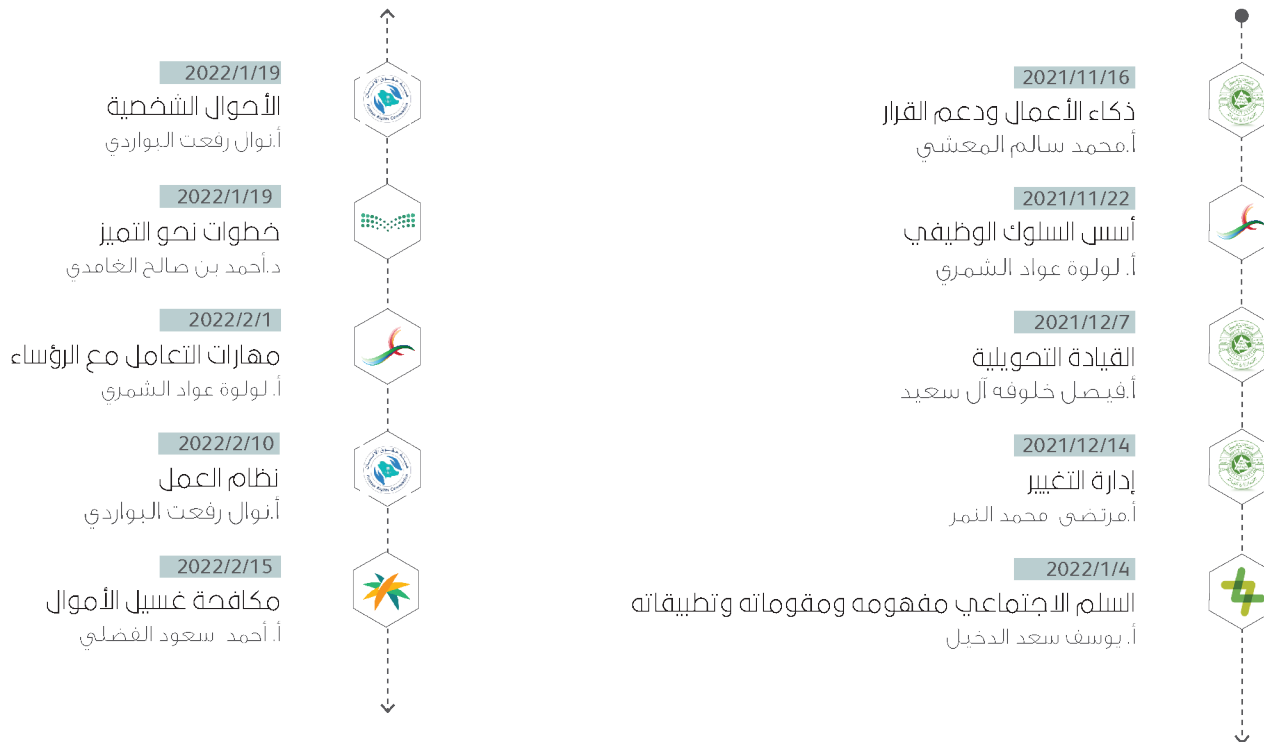 2021/11/16
ذكاء الأعمال ودعم القرار
أ.محمد سالم المعشي
2021/11/22
أسس السلوك الوظيفي
أ. لولوة عواد الشمري
2021/12/7
القيادة التحويلية
أ.فيصل خلوفه آل سعيد
2021/12/14
إدارة التغيير
أ.مرتضى محمد النمر
2022/1/4
السلم الاجتماعي مفهومه ومقوماته وتطبيقاته
أ. يوسف سعد الدخيل
2022/1/19
الأحوال الشخصية
أ.نوال رفعت البواردي
2022/1/19
خطوات نحو التميز
د.أحمد بن صالح الغامدي
2022/2/1
مهارات التعامل مع الرؤساء
أ. لولوة عواد الشمري
2022/2/10
نظام العمل
أ.نوال رفعت البواردي
2022/2/15
مكافحة غسيل الأموال
أ. أحمد سعود الفضلي